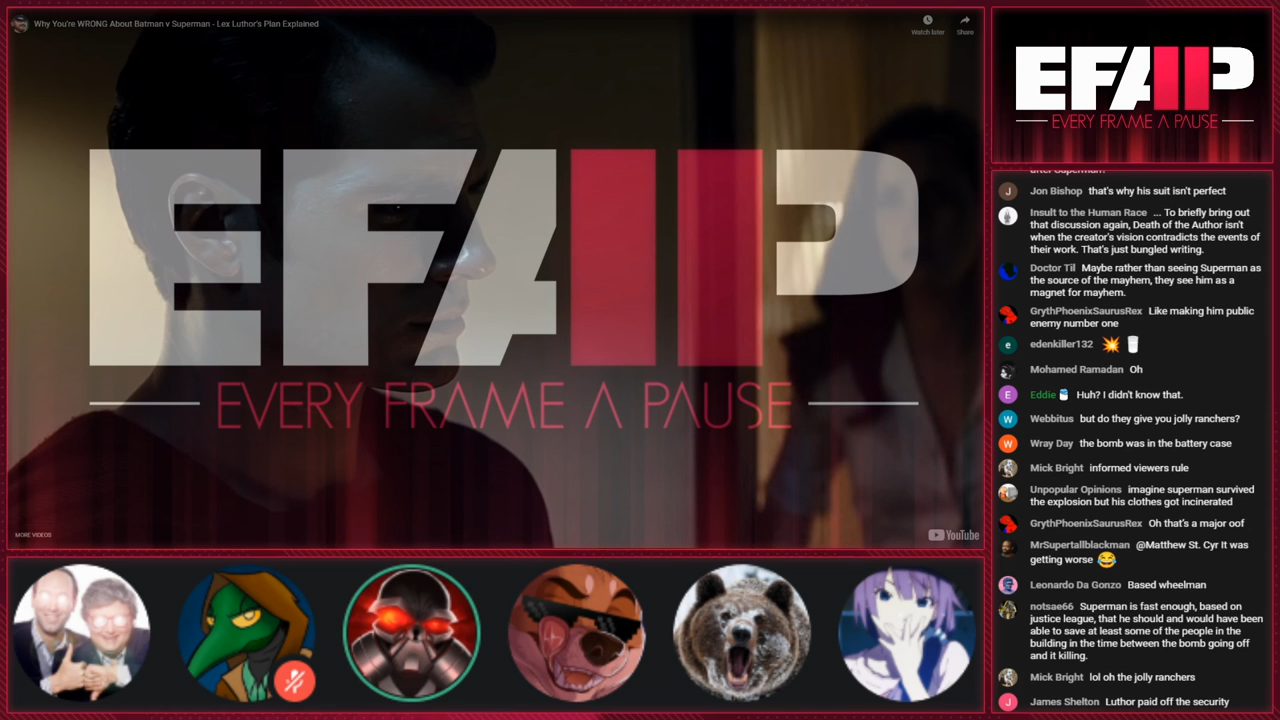 Why You're WRONG About Batman v Superman - Lex Luthor's Plan Explained
Watch later
Share
EFAP
EVERY FRAME A PAUSE
MORE VIDEOS
YouTube
EFAP
EVERY FRAME A PAUSE
after Superman?
J Jon Bishop that's why his suit isn't perfect
Insult to the Human Race ... To briefly bring out
that discussion again, Death of the Author isn't
when the creator's vision contradicts the events of
their work. That's just bungled writing.
Doctor Til Maybe rather than seeing Superman as
the source of the mayhem, they see him as a
magnet for mayhem.
GrythPhoenixSaurusRex Like making him public
enemy number one
e edenkiller132 💥 🥛
Mohamed Ramadan Oh
E Eddie Huh? I didn't know that.
W Webbitus but do they give you jolly ranchers?
W Wray Day the bomb was in the battery case
Mick Bright informed viewers rule
Unpopular Opinions imagine superman survived
the explosion but his clothes got incinerated
GrythPhoenixSaurusRex Oh that's a major oof
MrSupertallblackman @Matthew St. Cyr It was
getting worse 😂
Leonardo Da Gonzo Based wheelman
notsae66 Superman is fast enough, based on
justice league, that he should and would have been
able to save at least some of the people in the
building in the time between the bomb going off
and it killing.
Mick Bright lol oh the jolly ranchers
J James Shelton Luthor paid off the security